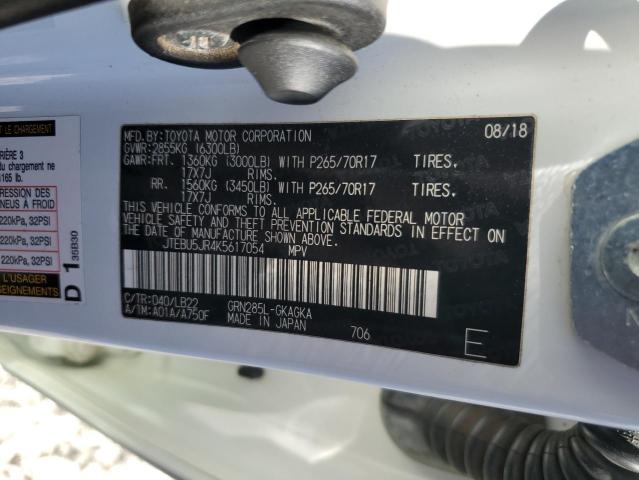 T LE CHARGEMENT
RIÈRE 3
du chargement ne
165 lb.
RESSION DES
NEUS A FROID
220kPa, 32PSI
220kPa, 32PSI
220kPa, 32PSI
L'USAGER
SEIGNEMENTS
D 1
35B30
MFD.BY:TOYOTA MOTOR CORPORATION 08/18
GVWR:2855KG (6300LB)
GAWR:FRT. 1360KG (3000LB) WITH P265/70R17 TIRES.
17X7J RIMS.
RR. 1560KG (3450LB) WITH P265/70R17 TIRES.
17X7J RIMS.
THIS VEHICLE CONFORMS TO ALL APPLICABLE FEDERAL MOTOR
VEHICLE SAFETY AND THEFT PREVENTION STANDARDS IN EFFECT ON
THE DATE OF MANUFACTURE SHOWN ABOVE.
JTEBU5JR4K5617054 MPV
C/TR:040/LB22 GRN285L-GKAGKA
A/TM:A01A/A750F MADE IN JAPAN 706
E